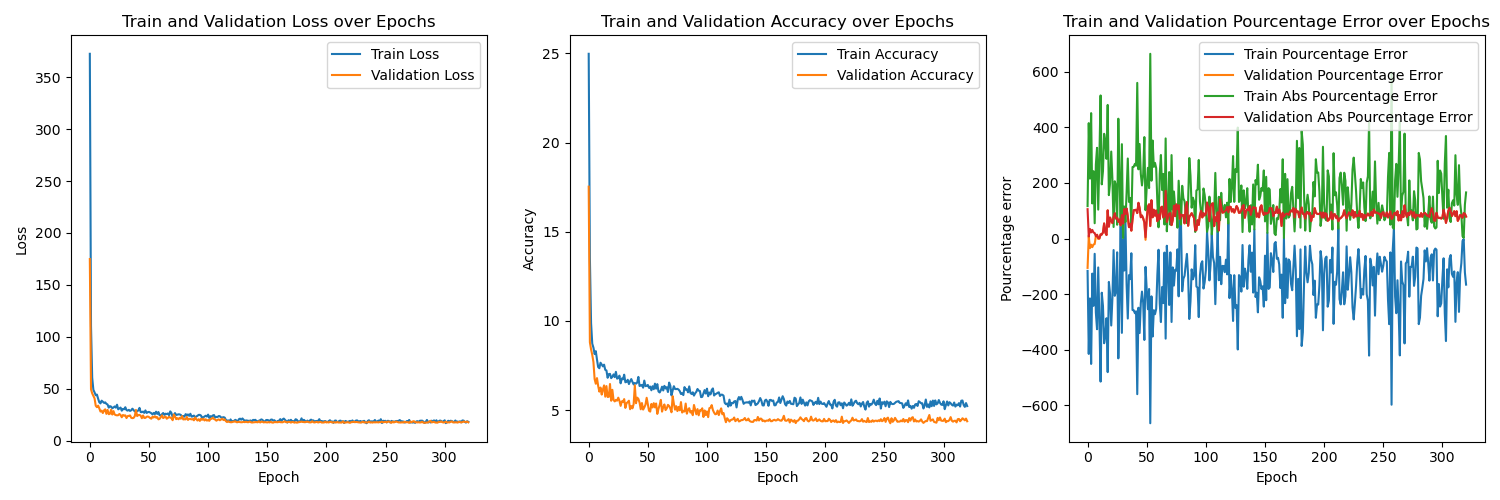 Train and Validation Loss over Epochs
Train Loss
Validation Loss
350
300
250
200
150
100
50
0
Loss
0 50 100 150 200 250 300
Epoch
Train and Validation Accuracy over Epochs
Train Accuracy
Validation Accuracy
25
20
15
10
5
Accuracy
0 50 100 150 200 250 300
Epoch
Train and Validation Pourcentage Error over Epochs
Train Pourcentage Error
Validation Pourcentage Error
Train Abs Pourcentage Error
Validation Abs Pourcentage Error
600
400
200
0
−200
−400
−600
Pourcentage error
0 50 100 150 200 250 300
Epoch